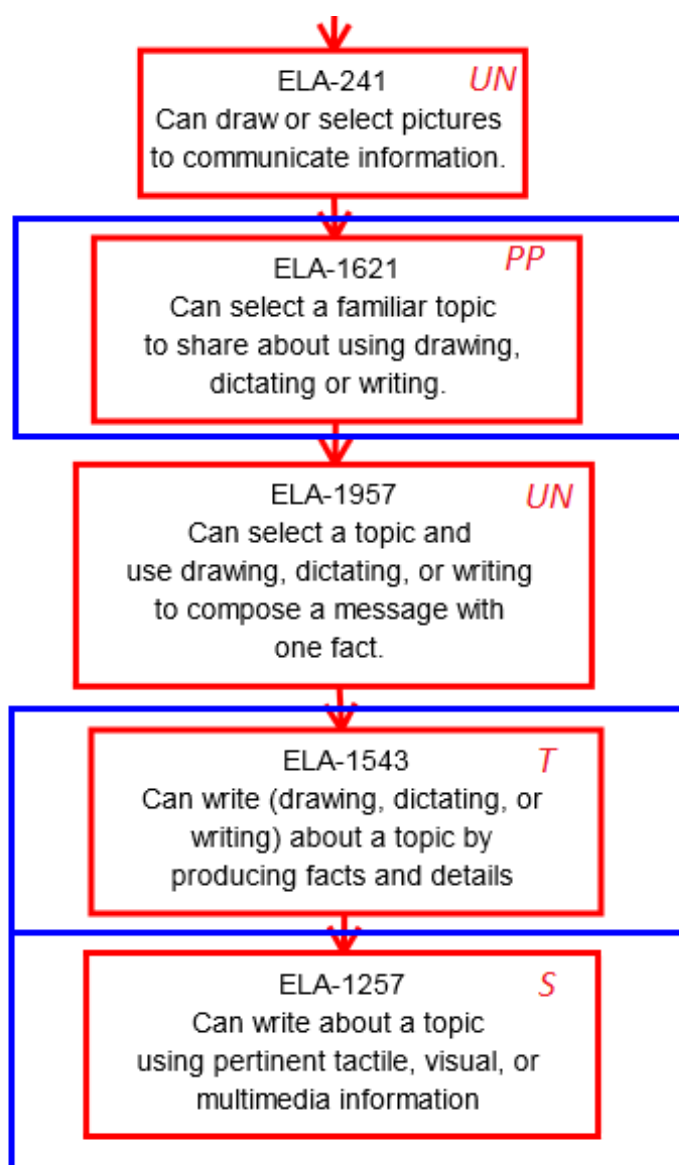 ELA-241 UN
Can draw or select pictures
to communicate information.
ELA-1621 PP
Can select a familiar topic
to share about using drawing,
dictating or writing.
ELA-1957 UN
Can select a topic and
use drawing, dictating, or writing
to compose a message with
one fact.
ELA-1543 T
Can write (drawing, dictating, or
writing) about a topic by
producing facts and details
ELA-1257 S
Can write about a topic
using pertinent tactile, visual, or
multimedia information